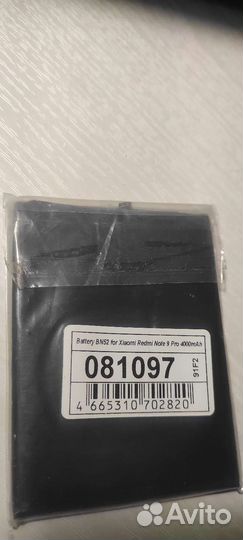 Battery BN52 for Xiaomi Redmi Note 9 Pro 4000mAh
081097
91F2
4 665310 702820
Avito